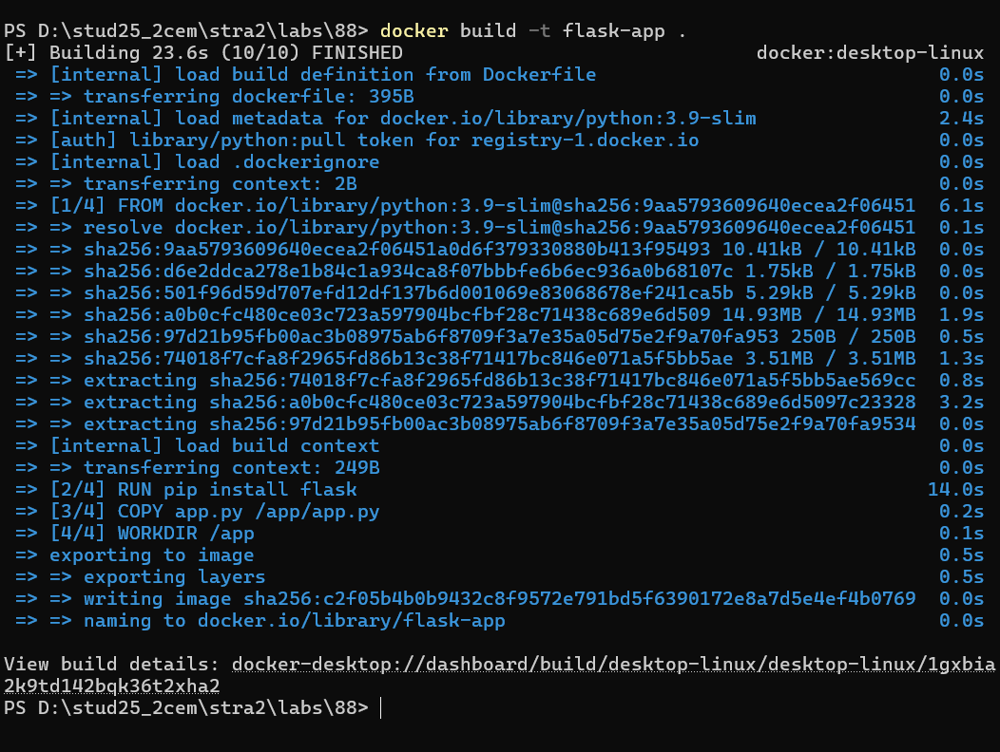 PS D:\stud25_2cem\stra2\labs\88> docker build -t flask-app .
[+] Building 23.6s (10/10) FINISHED docker:desktop-linux
=> [internal] load build definition from Dockerfile 0.0s
=> => transferring dockerfile: 395B 0.0s
=> [internal] load metadata for docker.io/library/python:3.9-slim 2.4s
=> [auth] library/python:pull token for registry-1.docker.io 0.0s
=> [internal] load .dockerignore 0.0s
=> => transferring context: 2B 0.0s
=> [1/4] FROM docker.io/library/python:3.9-slim@sha256:9aa5793609640ecea2f06451 6.1s
=> => resolve docker.io/library/python:3.9-slim@sha256:9aa5793609640ecea2f06451 0.1s
=> => sha256:9aa5793609640ecea2f06451a0d6f379330880b413f95493 10.41kB / 10.41kB 0.0s
=> => sha256:d6e2ddca278e1b84c1a934ca8f07bbbfe6b6ec936a0b68107c 1.75kB / 1.75kB 0.0s
=> => sha256:501f96d59d707efd12df137b6d001069e83068678ef241ca5b 5.29kB / 5.29kB 0.0s
=> => sha256:a0b0cfc480ce03c723a597904bcfbf28c71438c689e6d509 14.93MB / 14.93MB 1.9s
=> => sha256:97d21b95fb00ac3b08975ab6f8709f3a7e35a05d75e2f9a70fa953 250B / 250B 0.5s
=> => sha256:74018f7cfa8f2965fd86b13c38f71417bc846e071a5f5bb5ae 3.51MB / 3.51MB 1.3s
=> => extracting sha256:74018f7cfa8f2965fd86b13c38f71417bc846e071a5f5bb5ae569cc 0.8s
=> => extracting sha256:a0b0cfc480ce03c723a597904bcfbf28c71438c689e6d5097c23328 3.2s
=> => extracting sha256:97d21b95fb00ac3b08975ab6f8709f3a7e35a05d75e2f9a70fa9534 0.0s
=> [internal] load build context 0.0s
=> => transferring context: 249B 0.0s
=> [2/4] RUN pip install flask 14.0s
=> [3/4] COPY app.py /app/app.py 0.2s
=> [4/4] WORKDIR /app 0.1s
=> exporting to image 0.5s
=> => exporting layers 0.5s
=> => writing image sha256:c2f05b4b0b9432c8f9572e791bd5f6390172e8a7d5e4ef4b0769 0.0s
=> => naming to docker.io/library/flask-app 0.0s
View build details: docker-desktop://dashboard/build/desktop-linux/desktop-linux/1gxbia
2k9td142bqk36t2xha2
PS D:\stud25_2cem\stra2\labs\88>